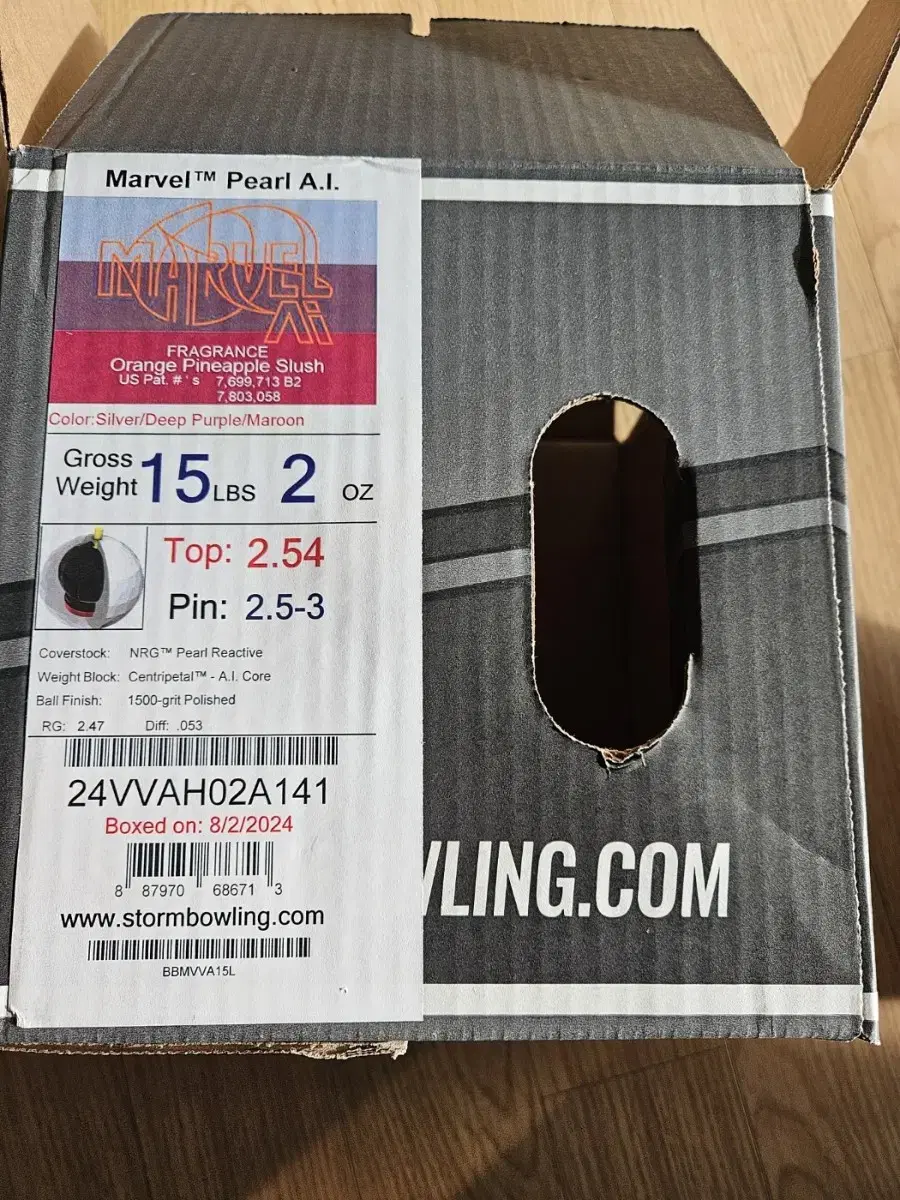 Marvel™ Pearl A.I.
MARVEL
Ai
FRAGRANCE
Orange Pineapple Slush
US Pat. # ' s 7,699,713 B2
7,803,058
Color:Silver/Deep Purple/Maroon
Gross Weight 15 LBS 2 OZ
Top: 2.54
Pin: 2.5-3
Coverstock: NRG™ Pearl Reactive
Weight Block: Centripetal™ - A.I. Core
Ball Finish: 1500-grit Polished
RG: 2.47 Diff: .053
24VVAH02A141
Boxed on: 8/2/2024
8 87970 68671 3
www.stormbowling.com
BBMVVA15L
WLING.COM